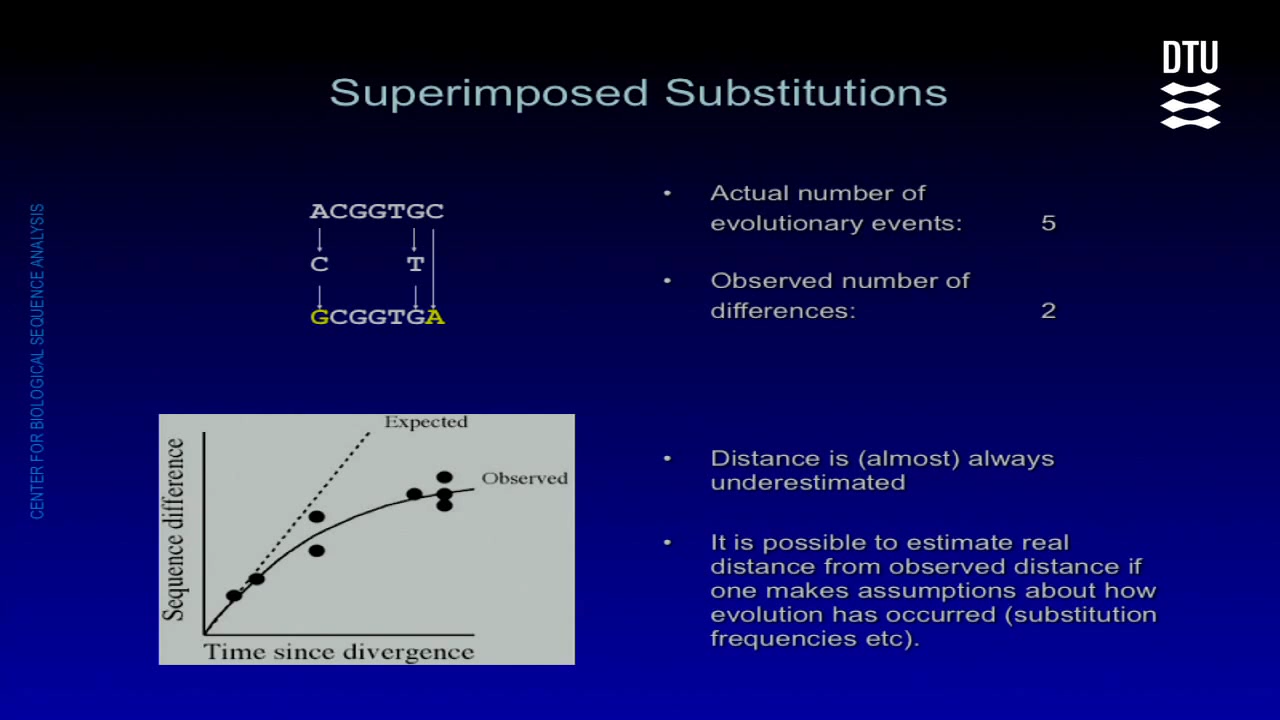 DTU
Superimposed Substitutions
CENTER FOR BIOLOGICAL SEQUENCE ANALYSIS
ACGGTGC
C T
GCGGTGA
• Actual number of
evolutionary events: 5
• Observed number of
differences: 2
Expected
Observed
Sequence difference
Time since divergence
• Distance is (almost) always
underestimated
• It is possible to estimate real
distance from observed distance if
one makes assumptions about how
evolution has occurred (substitution
frequencies etc).